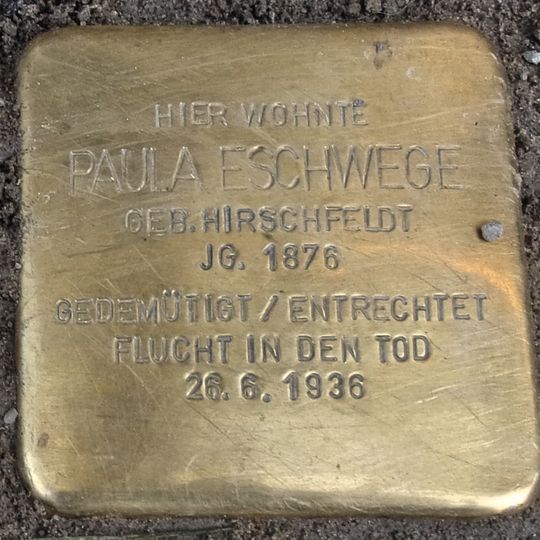 HIER WOHNTE
PAULA ESCHWEGE
GEB. HIRSCHFELDT
JG. 1876
GEDEMÜTIGT / ENTRECHTET
FLUCHT IN DEN TOD
26. 6. 1936